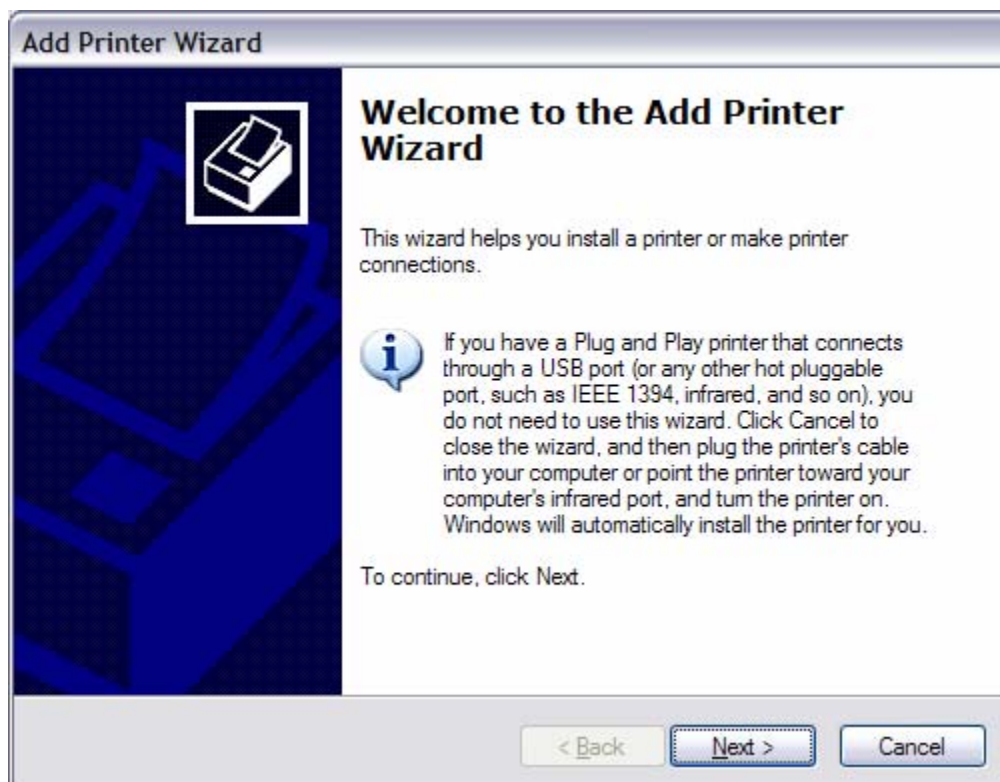 Add Printer Wizard
Welcome to the Add Printer
Wizard
This wizard helps you install a printer or make printer
connections.
If you have a Plug and Play printer that connects
through a USB port (or any other hot pluggable
port, such as IEEE 1394, infrared, and so on), you
do not need to use this wizard. Click Cancel to
close the wizard, and then plug the printer's cable
into your computer or point the printer toward your
computer's infrared port, and turn the printer on.
Windows will automatically install the printer for you.
To continue, click Next.
< Back
Next >
Cancel